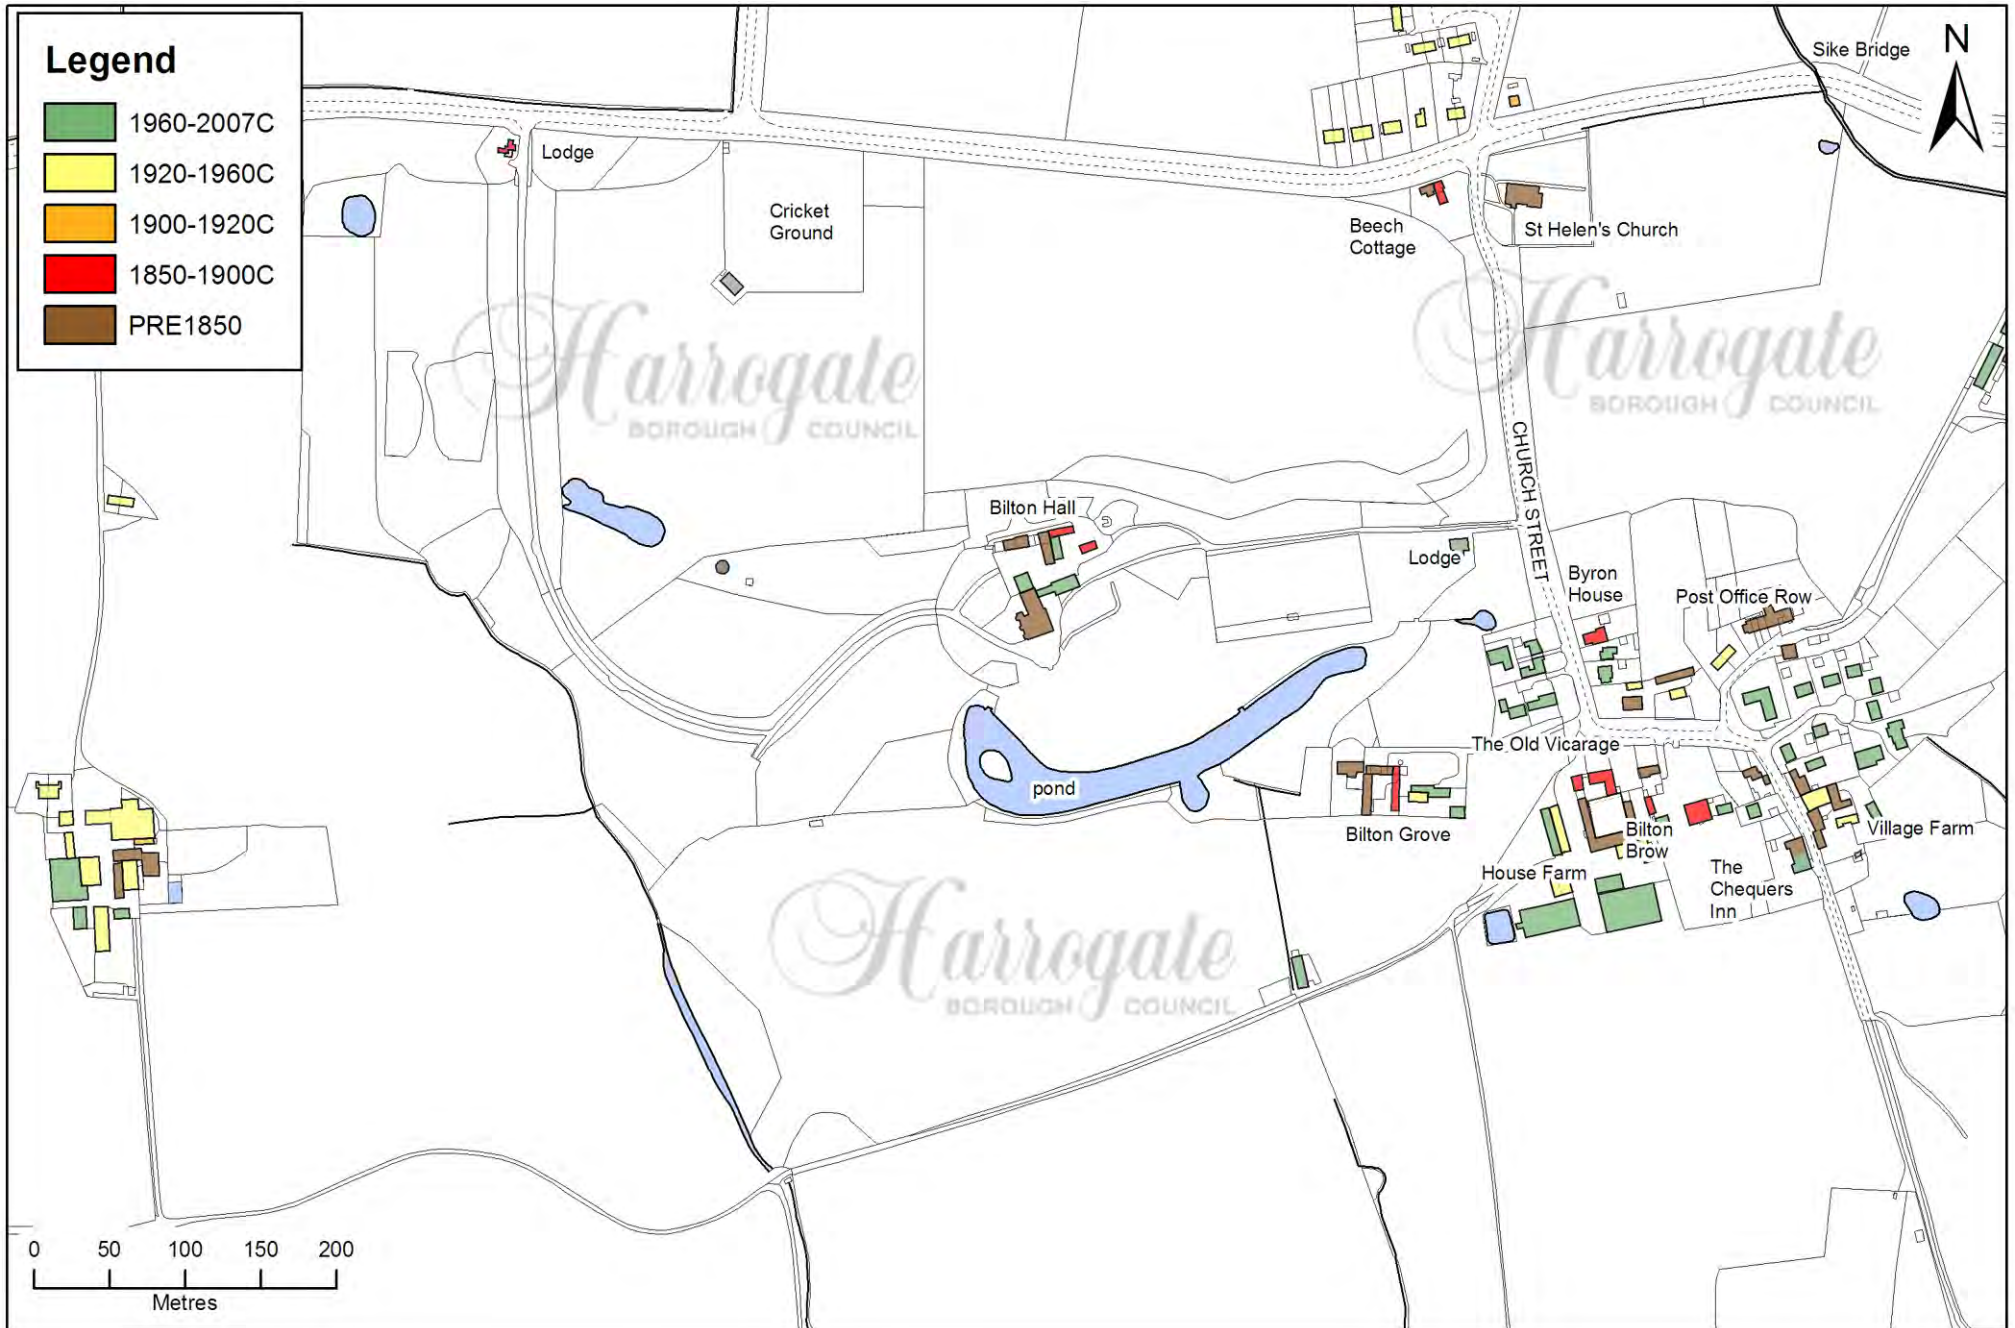 Legend
1960-2007C
1920-1960C
1900-1920C
1850-1900C
PRE1850
N
Sike Bridge
Lodge
Cricket
Ground
Beech
Cottage
St Helen's Church
Harrogate
BOROUGH COUNCIL
Harrogate
BOROUGH COUNCIL
CHURCH STREET
Bilton Hall
Lodge
Byron
House
Post Office Row
The Old Vicarage
pond
Bilton Grove
Bilton
Brow
Village Farm
House Farm
The
Chequers
Inn
Harrogate
BOROUGH COUNCIL
0 50 100 150 200
Metres